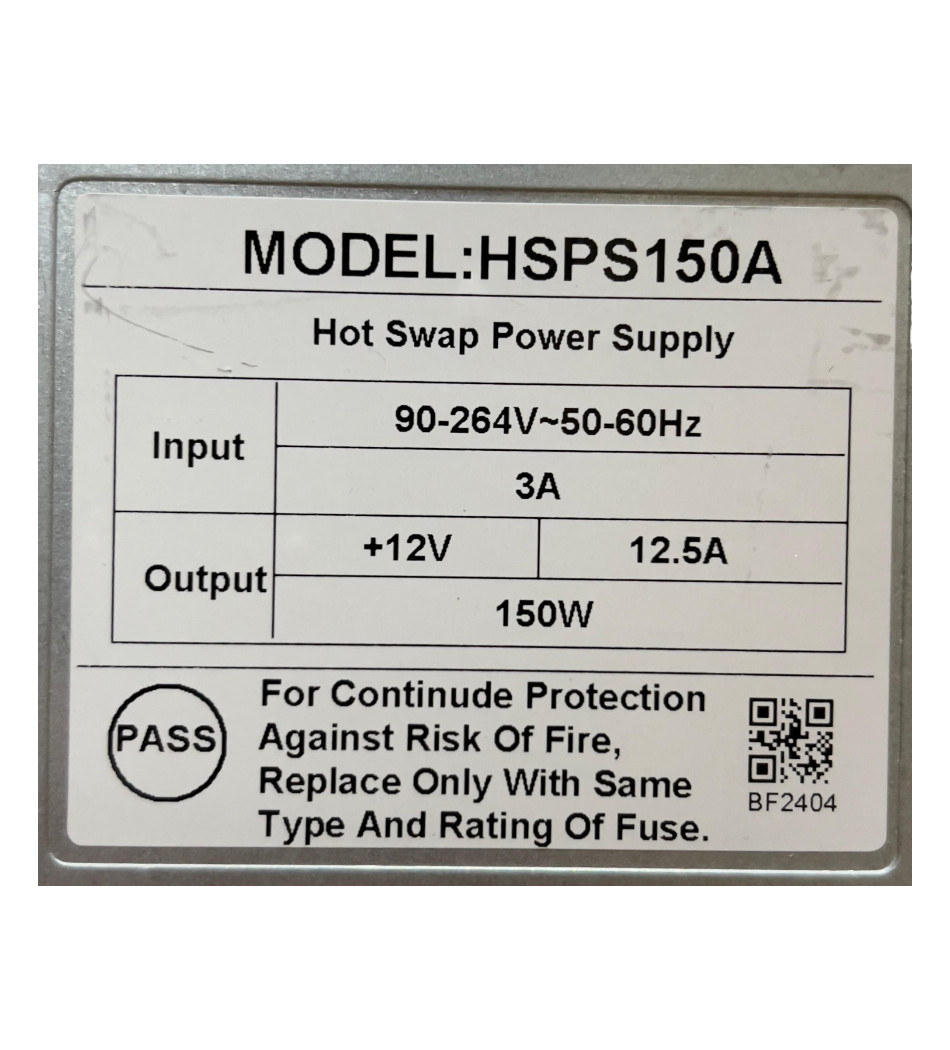 MODEL:HSPS150A
Hot Swap Power Supply
Input
90-264V~50-60Hz
3A
Output
+12V 12.5A
150W
PASS
For Continude Protection
Against Risk Of Fire,
Replace Only With Same
Type And Rating Of Fuse.
BF2404